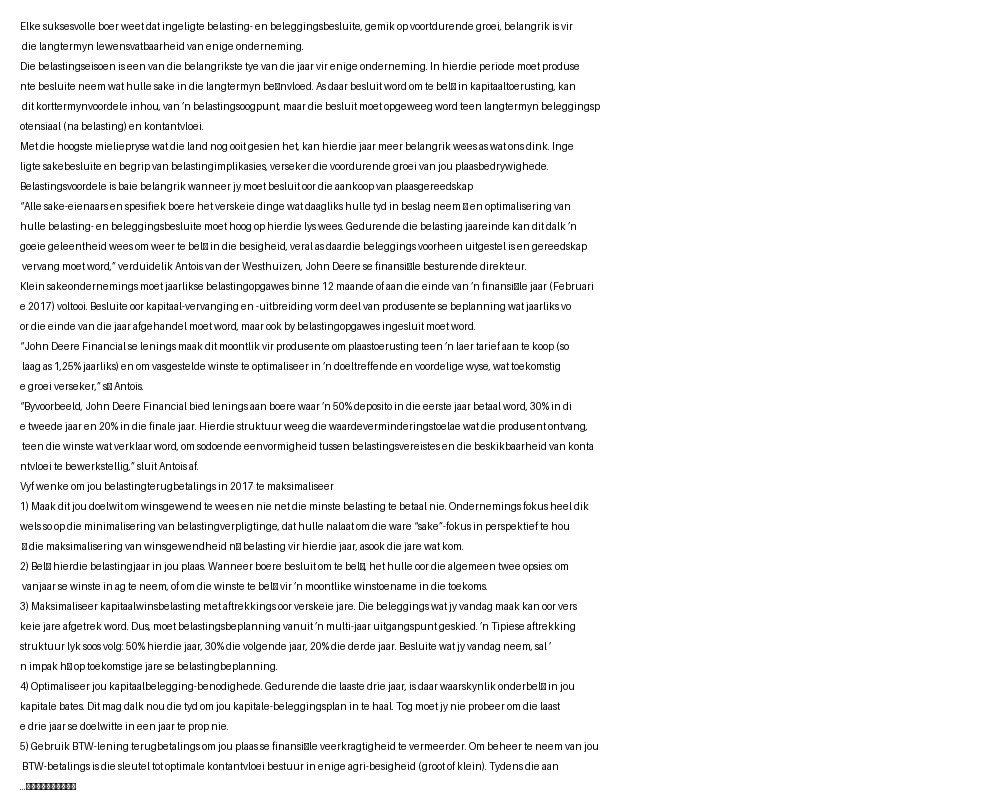 Elke suksesvolle boer weet dat ingeligte belasting- en beleggingsbesluite, gemik op voortdurende groei, belangrik is vir
die langtermyn lewensvatbaarheid van enige onderneming.
Die belastingseisoen is een van die belangrikste tye van die jaar vir enige onderneming. In hierdie periode moet produse
nte besluite neem wat hulle sake in die langtermyn be▯nvloed. As daar besluit word om te bel▯ in kapitaaltoerusting, kan
dit korttermynvoordele inhou, van ’n belastingsoogpunt, maar die besluit moet opgeweeg word teen langtermyn beleggingsp
otensiaal (na belasting) en kontantvloei.
Met die hoogste mieliepryse wat die land nog ooit gesien het, kan hierdie jaar meer belangrik wees as wat ons dink. Inge
ligte sakebesluite en begrip van belastingimplikasies, verseker die voordurende groei van jou plaasbedrywighede.
Belastingsvoordele is baie belangrik wanneer jy moet besluit oor die aankoop van plaasgereedskap
“Alle sake-eienaars en spesifiek boere het verskeie dinge wat daagliks hulle tyd in beslag neem ▯ en optimalisering van
hulle belasting- en beleggingsbesluite moet hoog op hierdie lys wees. Gedurende die belasting jaareinde kan dit dalk ’n
goeie geleentheid wees om weer te bel▯ in die besigheid, veral as daardie beleggings voorheen uitgestel is en gereedskap
vervang moet word,” verduidelik Antois van der Westhuizen, John Deere se finansi▯le besturende direkteur.
Klein sakeondernemings moet jaarlikse belastingopgawes binne 12 maande of aan die einde van ’n finansi▯le jaar (Februari
e 2017) voltooi. Besluite oor kapitaal-vervanging en -uitbreiding vorm deel van produsente se beplanning wat jaarliks vo
or die einde van die jaar afgehandel moet word, maar ook by belastingopgawes ingesluit moet word.
“John Deere Financial se lenings maak dit moontlik vir produsente om plaastoerusting teen ’n laer tarief aan te koop (so
laag as 1,25% jaarliks) en om vasgestelde winste te optimaliseer in ’n doeltreffende en voordelige wyse, wat toekomstig
e groei verseker,” s▯ Antois.
“Byvoorbeeld, John Deere Financial bied lenings aan boere waar ’n 50% deposito in die eerste jaar betaal word, 30% in di
e tweede jaar en 20% in die finale jaar. Hierdie struktuur weeg die waardeverminderingstoelae wat die produsent ontvang,
teen die winste wat verklaar word, om sodoende eenvormigheid tussen belastingsvereistes en die beskikbaarheid van konta
ntvloei te bewerkstellig,” sluit Antois af.
Vyf wenke om jou belastingterugbetalings in 2017 te maksimaliseer
1) Maak dit jou doelwit om winsgewend te wees en nie net die minste belasting te betaal nie. Ondernemings fokus heel dik
wels so op die minimalisering van belastingverpligtinge, dat hulle nalaat om die ware “sake”-fokus in perspektief te hou
▯ die maksimalisering van winsgewendheid n▯ belasting vir hierdie jaar, asook die jare wat kom.
2) Bel▯ hierdie belastingjaar in jou plaas. Wanneer boere besluit om te bel▯, het hulle oor die algemeen twee opsies: om
vanjaar se winste in ag te neem, of om die winste te bel▯ vir ’n moontlike winstoename in die toekoms.
3) Maksimaliseer kapitaalwinsbelasting met aftrekkings oor verskeie jare. Die beleggings wat jy vandag maak kan oor vers
keie jare afgetrek word. Dus, moet belastingsbeplanning vanuit ’n multi-jaar uitgangspunt geskied. ’n Tipiese aftrekking
struktuur lyk soos volg: 50% hierdie jaar, 30% die volgende jaar, 20% die derde jaar. Besluite wat jy vandag neem, sal ’
n impak h▯ op toekomstige jare se belastingbeplanning.
4) Optimaliseer jou kapitaalbelegging-benodighede. Gedurende die laaste drie jaar, is daar waarskynlik onderbel▯ in jou
kapitale bates. Dit mag dalk nou die tyd om jou kapitale-beleggingsplan in te haal. Tog moet jy nie probeer om die laast
e drie jaar se doelwitte in een jaar te prop nie.
5) Gebruik BTW-lening terugbetalings om jou plaas se finansi▯le veerkragtigheid te vermeerder. Om beheer te neem van jou
BTW-betalings is die sleutel tot optimale kontantvloei bestuur in enige agri-besigheid (groot of klein). Tydens die aan
...▯▯▯▯▯▯▯▯▯▯